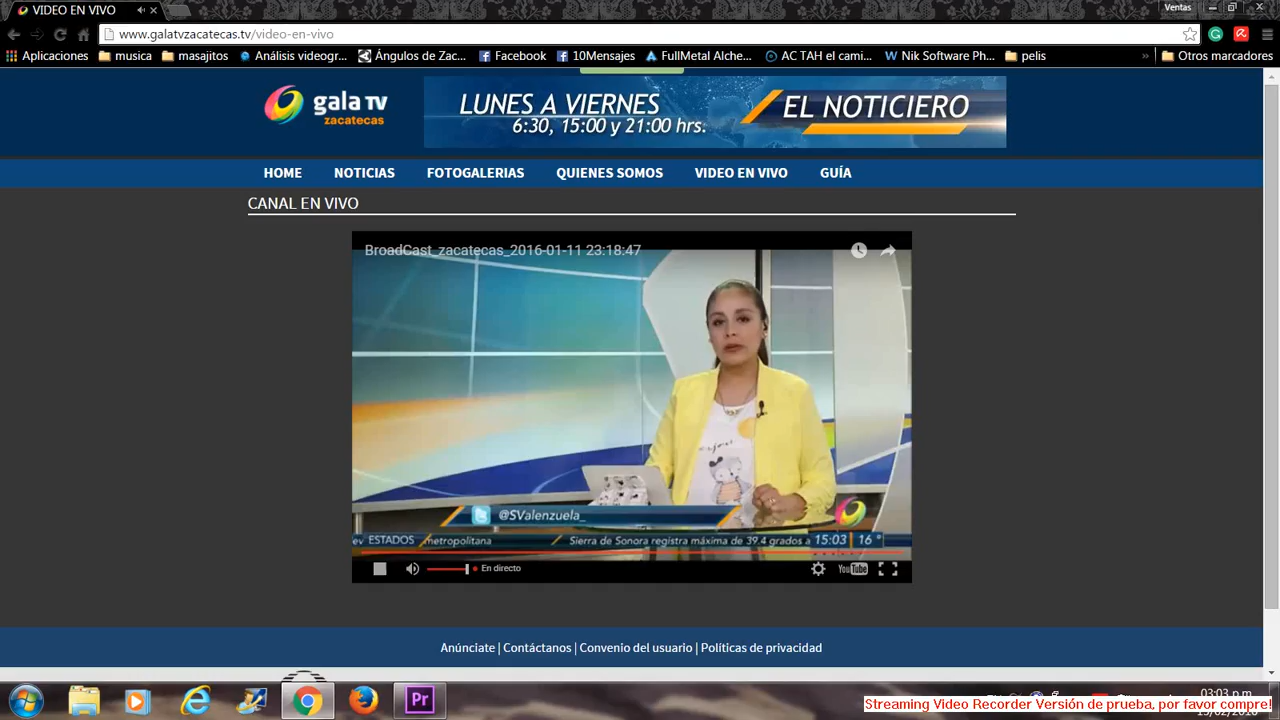 VIDEO EN VIVO
Ventas
www.galatvzacatecas.tv/video-en-vivo
Aplicaciones musica masajitos Análisis videogr... Ángulos de Zac... Facebook 10Mensajes FullMetal Alche... AC TAH el cami... Nik Software Ph... pelis » Otros marcadores
gala tv
zacatecas
LUNES A VIERNES
6:30, 15:00 y 21:00 hrs.
EL NOTICIERO
HOME NOTICIAS FOTOGALERIAS QUIENES SOMOS VIDEO EN VIVO GUÍA
CANAL EN VIVO
BroadCast_zacatecas_2016-01-11 23:18:47
@SValenzuela_
ESTADOS metropolitana Sierra de Sonora registra máxima de 39.4 grados a 15:03 16°
En directo
YouTube
Anúnciate | Contáctanos | Convenio del usuario | Políticas de privacidad
Pr
03:03 p.m.
Streaming Video Recorder Versión de prueba, por favor compre!